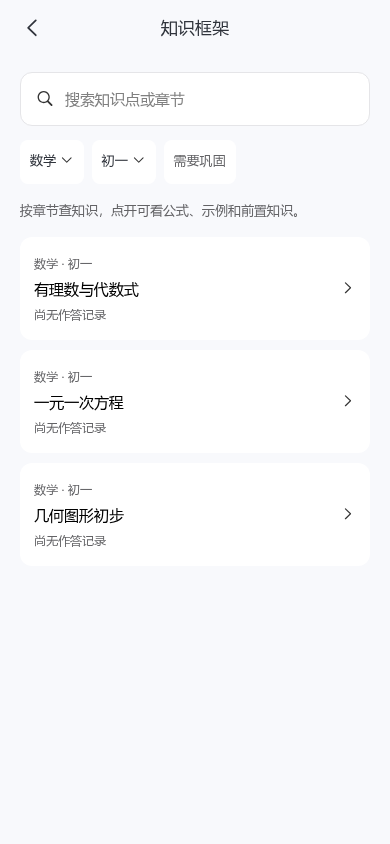 知识框架
搜索知识点或章节
数学 初一 需要巩固
按章节查知识，点开可看公式、示例和前置知识。
数学 · 初一
有理数与代数式
尚无作答记录
数学 · 初一
一元一次方程
尚无作答记录
数学 · 初一
几何图形初步
尚无作答记录